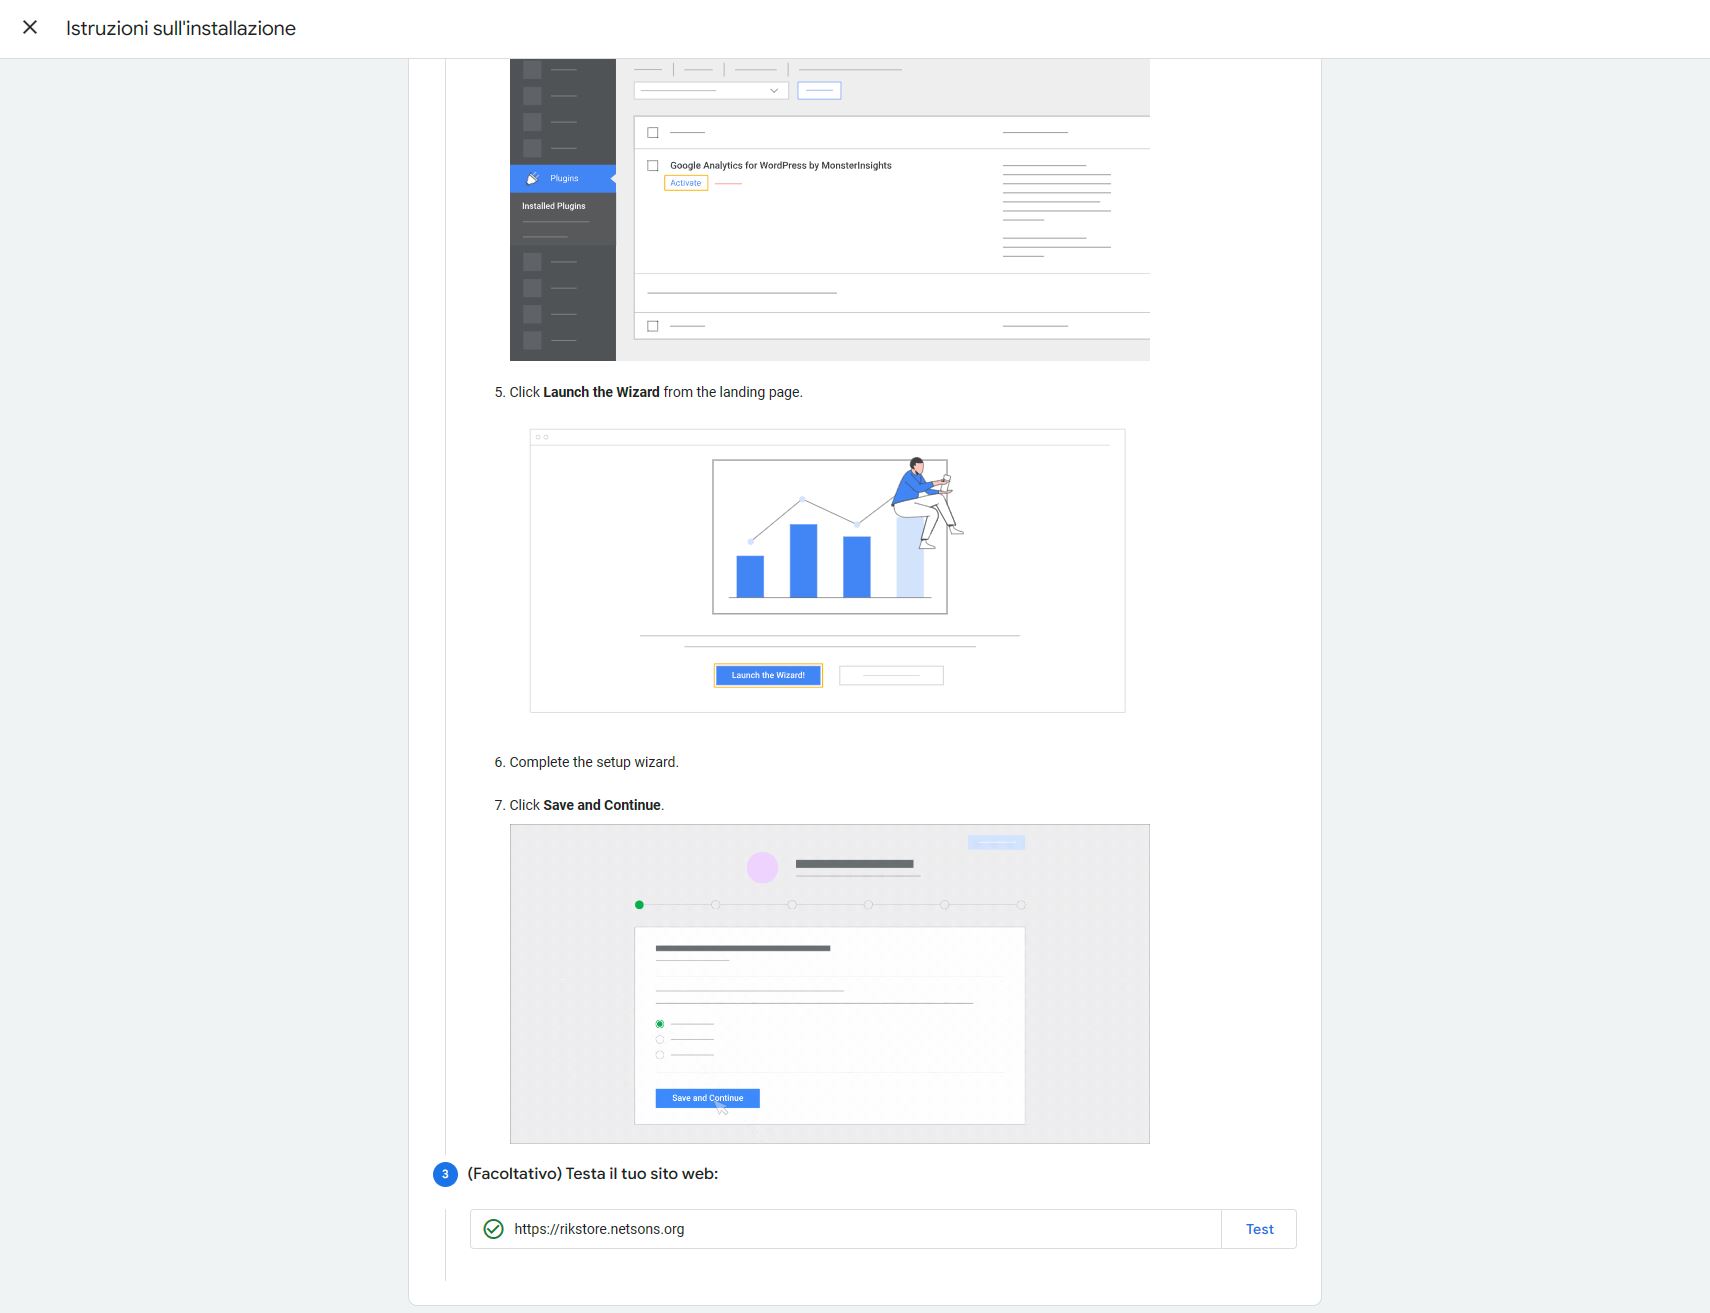 Istruzioni sull'installazione
Google Analytics for WordPress by MonsterInsights
Activate
Plugins
Installed Plugins
5. Click Launch the Wizard from the landing page.
Launch the Wizard!
6. Complete the setup wizard.
7. Click Save and Continue.
Save and Continue
3 (Facoltativo) Testa il tuo sito web:
https://rikstore.netsons.org
Test